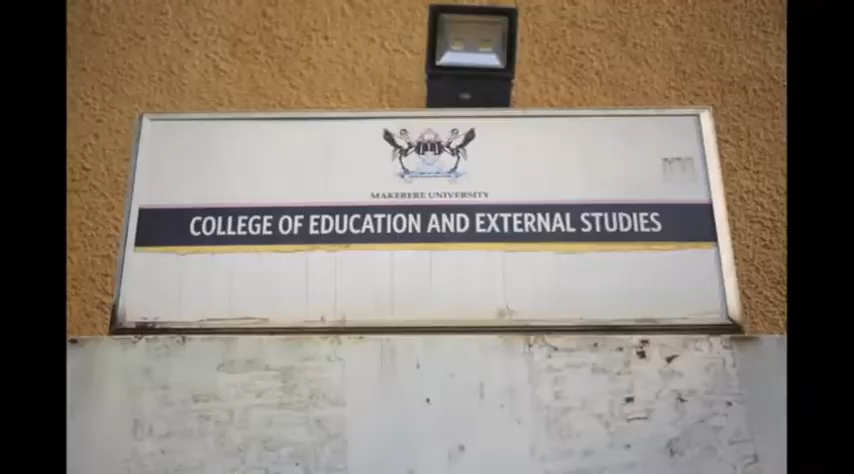 MAKERERE UNIVERSITY
COLLEGE OF EDUCATION AND EXTERNAL STUDIES